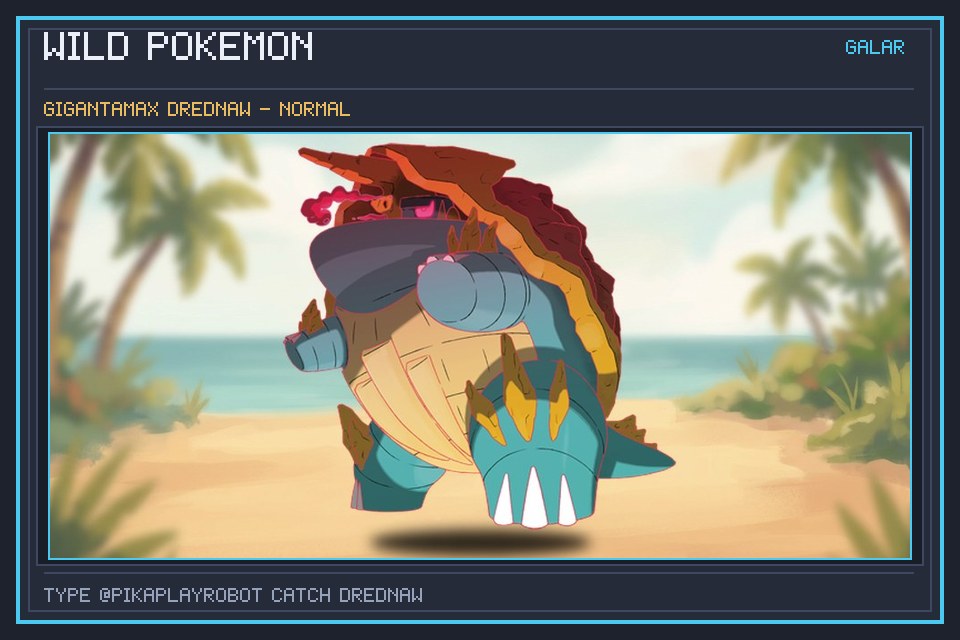 WILD POKEMON
GALAR
GIGANTAMAX DREDNAW - NORMAL
TYPE @PIKAPLAYROBOT CATCH DREDNAW